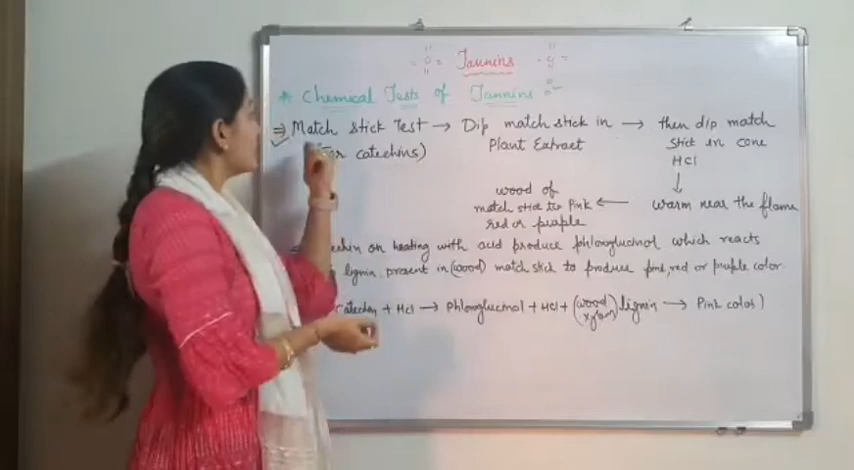 Tannins
* Chemical Tests of Tannins
⇒ Match stick Test → Dip match stick in → then dip match
Plant Extract
stick in conc
HCl
(for catechins)
↓
warm near the flame
←
wood of
match stick to Pink
red or purple
on heating with acid produce phloroglucinol which reacts
lignin present in (wood) match stick to produce pink, red or purple color.
Catechin + HCl → Phloroglucinol + HCl + (wood xylem) lignin → Pink color)